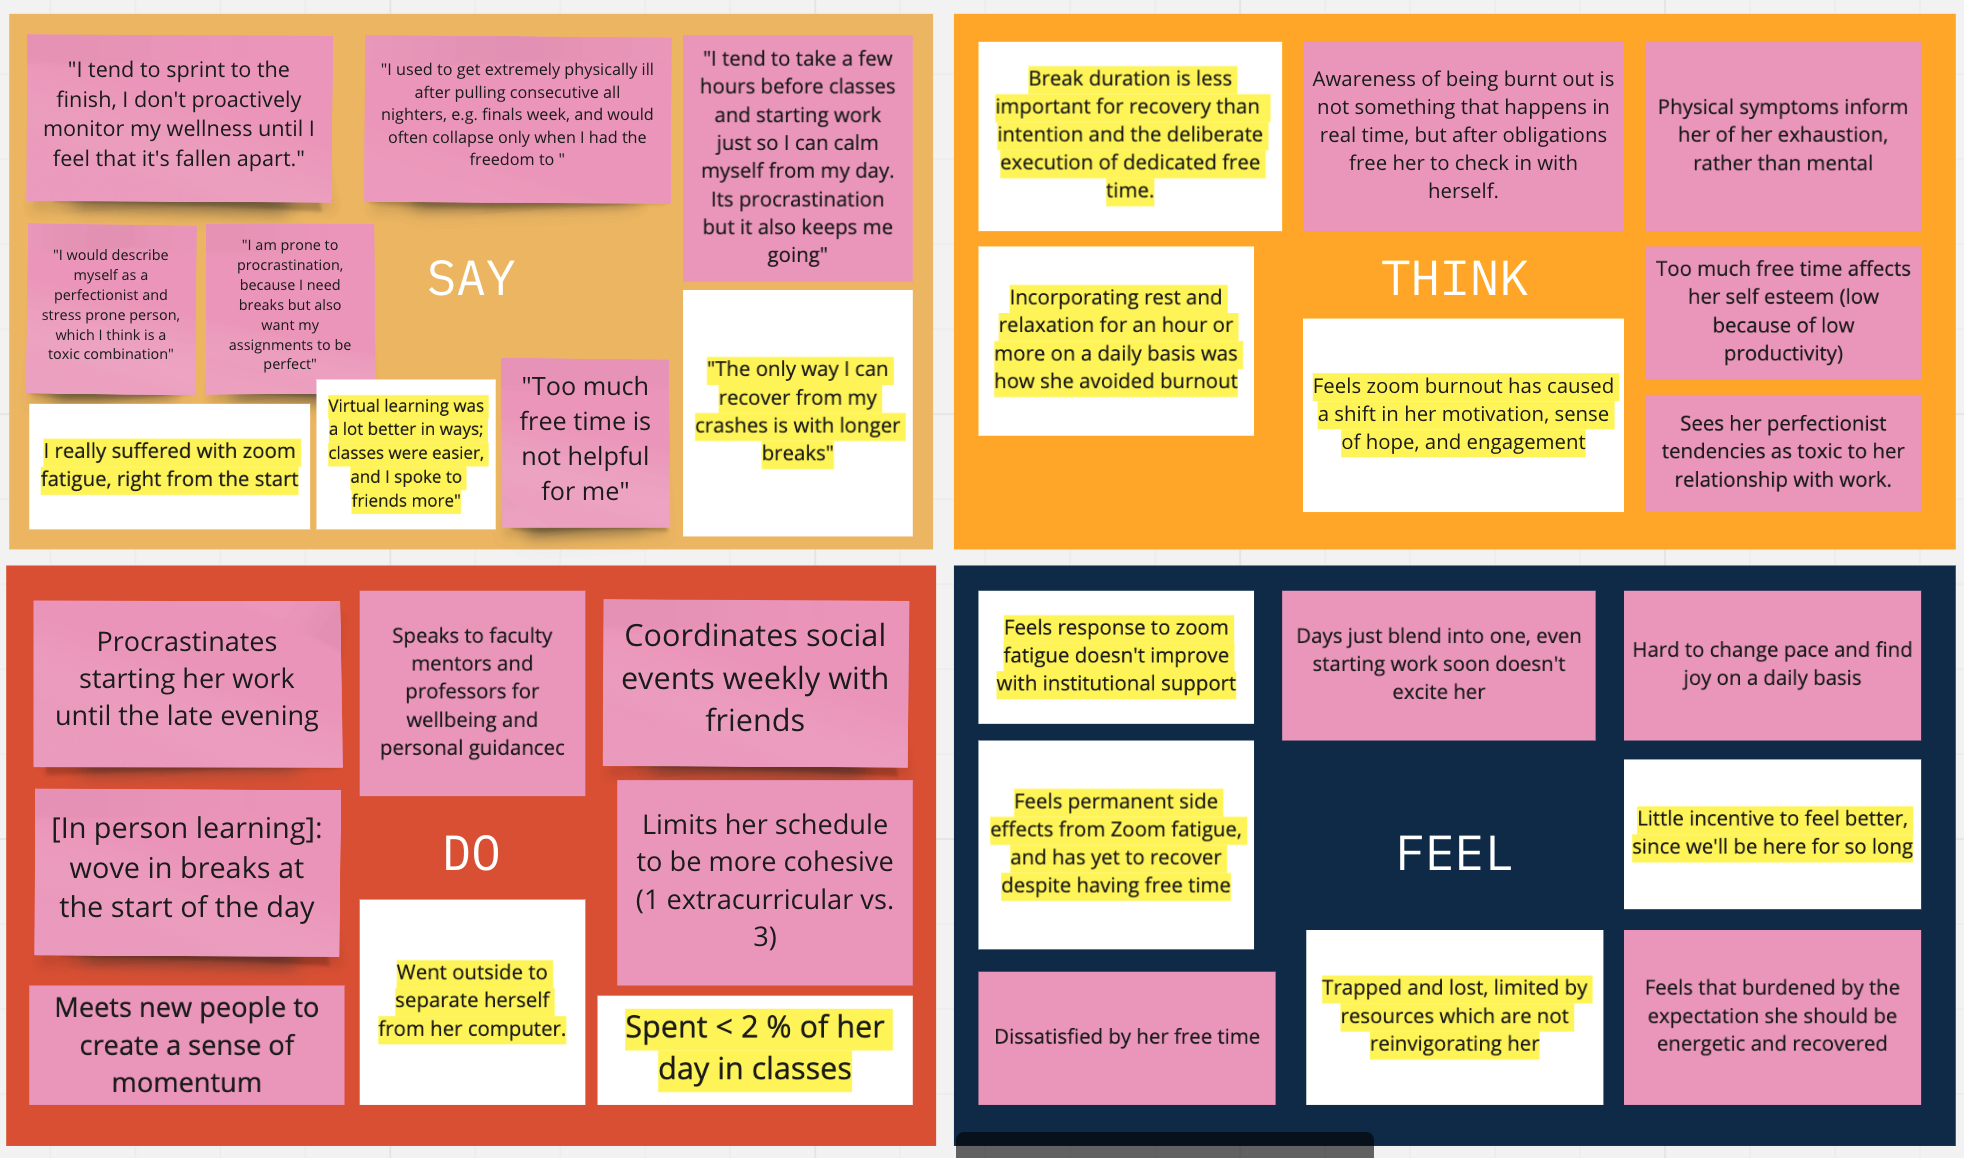 "I tend to sprint to the
finish, I don't proactively
monitor my wellness until I
feel that it's fallen apart."
"I used to get extremely physically ill
after pulling consecutive all
nighters, e.g. finals week, and would
often collapse only when I had the
freedom to "
"I tend to take a few
hours before classes
and starting work
just so I can calm
myself from my day.
Its procrastination
but it also keeps me
going"
"I would describe
myself as a
perfectionist and
stress prone person,
which I think is a
toxic combination"
"I am prone to
procrastination,
because I need
breaks but also
want my
assignments to be
perfect"
SAY
I really suffered with zoom
fatigue, right from the start
Virtual learning was
a lot better in ways;
classes were easier,
and I spoke to
friends more"
"Too much
free time is
not helpful
for me"
"The only way I can
recover from my
crashes is with longer
breaks"
Break duration is less
important for recovery than
intention and the deliberate
execution of dedicated free
time.
Awareness of being burnt out is
not something that happens in
real time, but after obligations
free her to check in with
herself.
Physical symptoms inform
her of her exhaustion,
rather than mental
Incorporating rest and
relaxation for an hour or
more on a daily basis was
how she avoided burnout
THINK
Feels zoom burnout has caused
a shift in her motivation, sense
of hope, and engagement
Too much free time affects
her self esteem (low
because of low
productivity)
Sees her perfectionist
tendencies as toxic to her
relationship with work.
Procrastinates
starting her work
until the late evening
Speaks to faculty
mentors and
professors for
wellbeing and
personal guidancec
Coordinates social
events weekly with
friends
[In person learning]:
wove in breaks at
the start of the day
DO
Limits her schedule
to be more cohesive
(1 extracurricular vs.
3)
Meets new people to
create a sense of
momentum
Went outside to
separate herself
from her computer.
Spent < 2 % of her
day in classes
Feels response to zoom
fatigue doesn't improve
with institutional support
Days just blend into one, even
starting work soon doesn't
excite her
Hard to change pace and find
joy on a daily basis
Feels permanent side
effects from Zoom fatigue,
and has yet to recover
despite having free time
FEEL
Little incentive to feel better,
since we'll be here for so long
Dissatisfied by her free time
Trapped and lost, limited by
resources which are not
reinvigorating her
Feels that burdened by the
expectation she should be
energetic and recovered